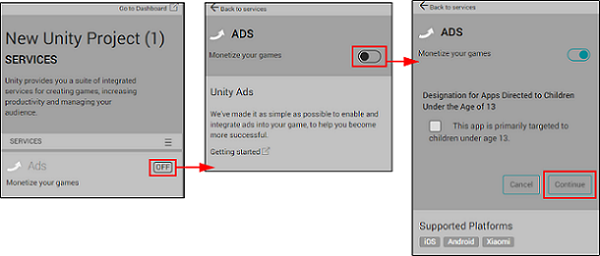 Go to Dashboard
New Unity Project (1)
SERVICES
Unity provides you a suite of integrated
services for creating games, increasing
productivity and managing your
audience.
SERVICES
Ads
OFF
Monetize your games
Back to services
ADS
Monetize your games
Unity Ads
We've made it as simple as possible to enable and
integrate ads into your game, to help you become
more successful.
Getting started
Back to services
ADS
Monetize your games
Designation for Apps Directed to Children
Under the Age of 13
This app is primarily targeted to
children under age 13.
Cancel Continue
Supported Platforms
iOS Android Xiaomi